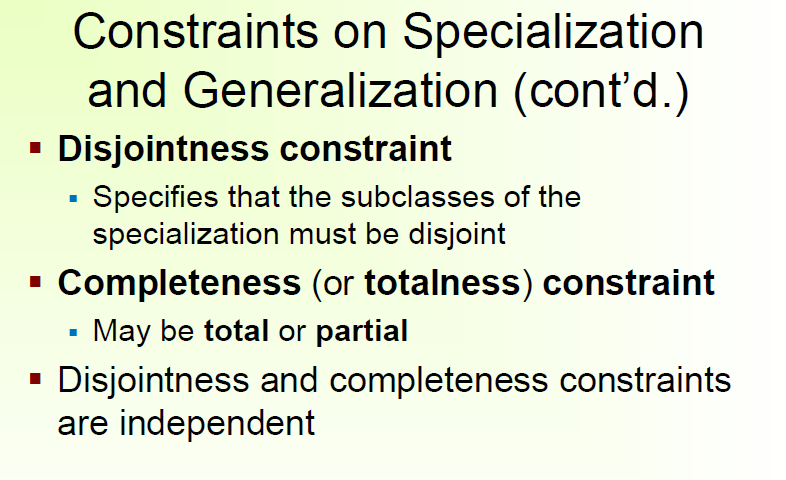 Constraints on Specialization
and Generalization (cont’d.)
Disjointness constraint
Specifies that the subclasses of the
specialization must be disjoint
Completeness (or totalness) constraint
May be total or partial
Disjointness and completeness constraints
are independent